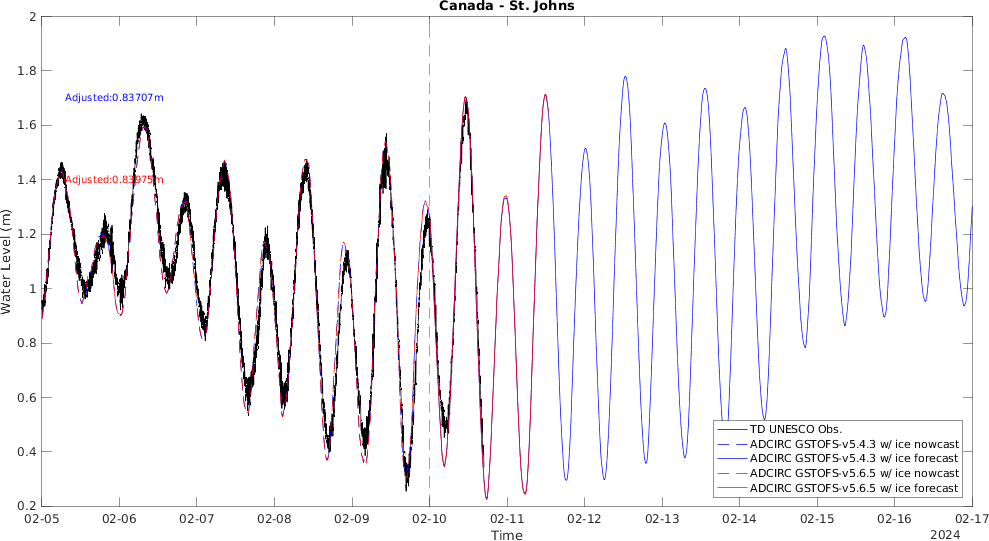 Canada - St. Johns
2
1.8
1.6
1.4
1.2
1
0.8
0.6
0.4
0.2
Water Level (m)
Adjusted:0.83707m
Adjusted:0.83975m
TD UNESCO Obs.
ADCIRC GSTOFS-v5.4.3 w/ ice nowcast
ADCIRC GSTOFS-v5.4.3 w/ ice forecast
ADCIRC GSTOFS-v5.6.5 w/ ice nowcast
ADCIRC GSTOFS-v5.6.5 w/ ice forecast
02-05 02-06 02-07 02-08 02-09 02-10 02-11 02-12 02-13 02-14 02-15 02-16 02-17
Time
2024